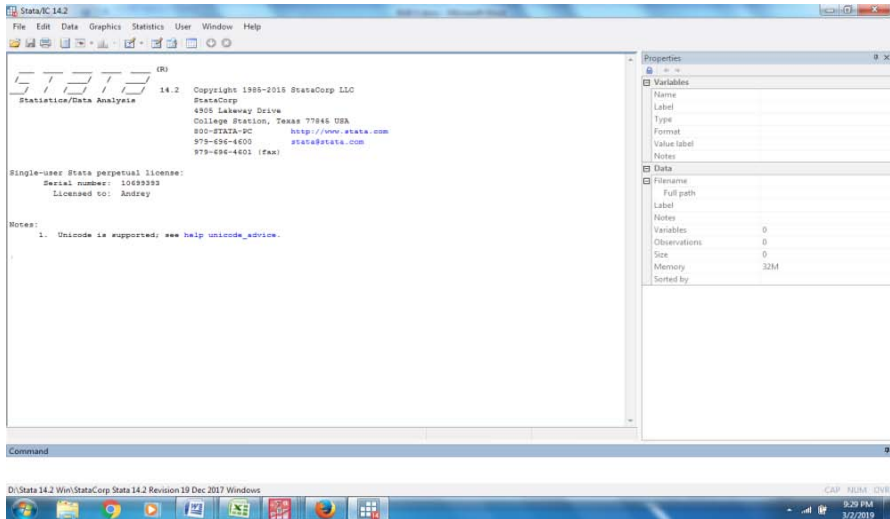 Stata/IC 14.2
File Edit Data Graphics Statistics User Window Help
(R)
14.2 Copyright 1985-2015 StataCorp LLC
Statistics/Data Analysis StataCorp
4905 Lakeway Drive
College Station, Texas 77845 USA
800-STATA-PC http://www.stata.com
979-696-4600 stata@stata.com
979-696-4601 (fax)
Single-user Stata perpetual license:
Serial number: 10699393
Licensed to: Andrey
Notes:
1. Unicode is supported; see help unicode_advice.
.
Properties
Variables
Name
Label
Type
Format
Value label
Notes
Data
Filename
Full path
Label
Notes
Variables 0
Observations 0
Size 0
Memory 32M
Sorted by
Command
D:\Stata 14.2 Win\StataCorp Stata 14.2 Revision 19 Dec 2017 Windows
CAP NUM OVR
9:29 PM
3/2/2019